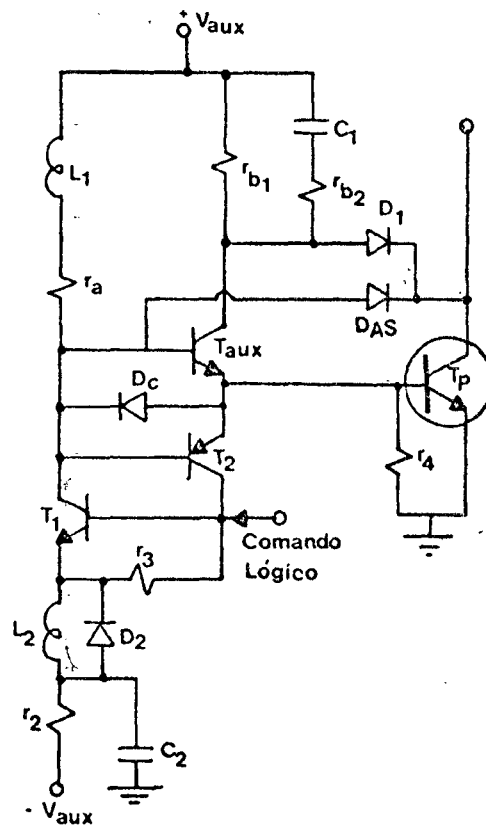 + Vaux
L1
C1
rb1
rb2
D1
ra
DAS
Taux
Tp
Dc
T2
r4
T1
Comando
Lógico
r3
L2
D2
r2
C2
- Vaux